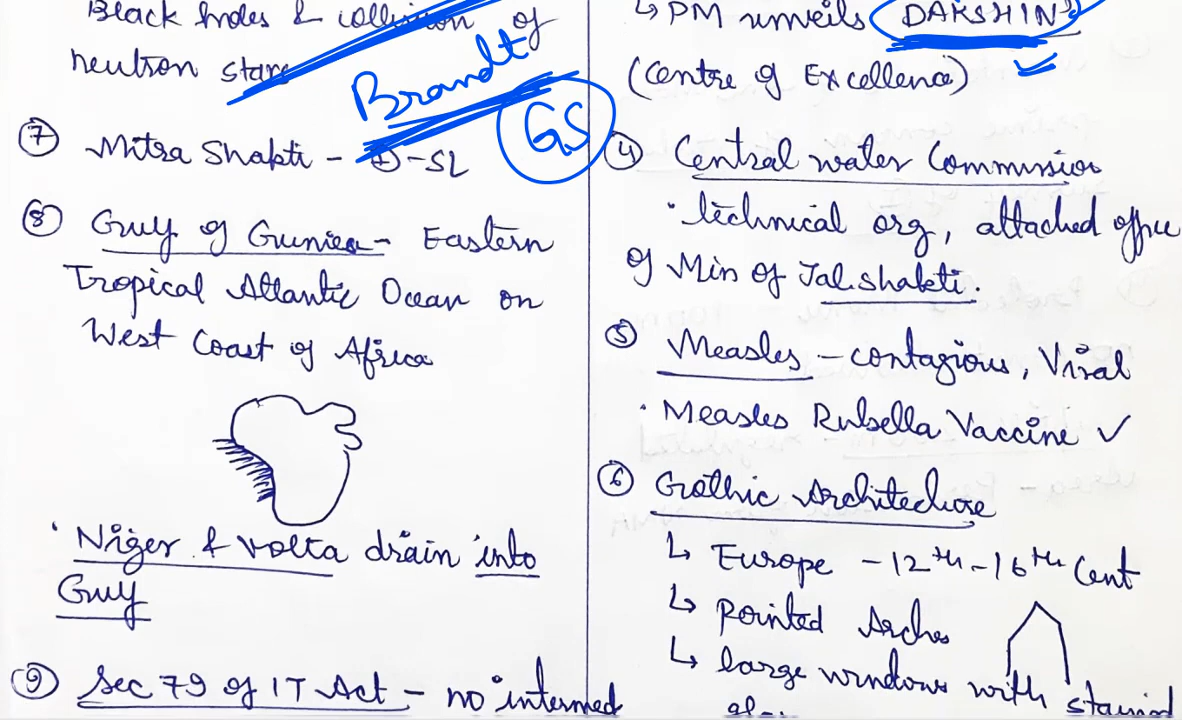 Black holes & collision of
neutron stars
Brandt
GS
⑦ Mitra Shakti - -SL
⑧ Gulf of Guniea - Eastern
Tropical Atlantic Ocean on
West Coast of Africa
· Niger & Volta drain into
Gulf
⑨ Sec 79 of IT Act - no intermed
↳ PM unveils DAKSHIN
(Centre of Excellence)
④ Central water Commission
· technical org, attached office
of Min of Jal shakti.
⑤ Measles - contagious, Viral
· Measles Rubella Vaccine ✓
⑥ Gothic Architecture
↳ Europe - 12th - 16th Cent
↳ pointed Arches
↳ large windows with stained